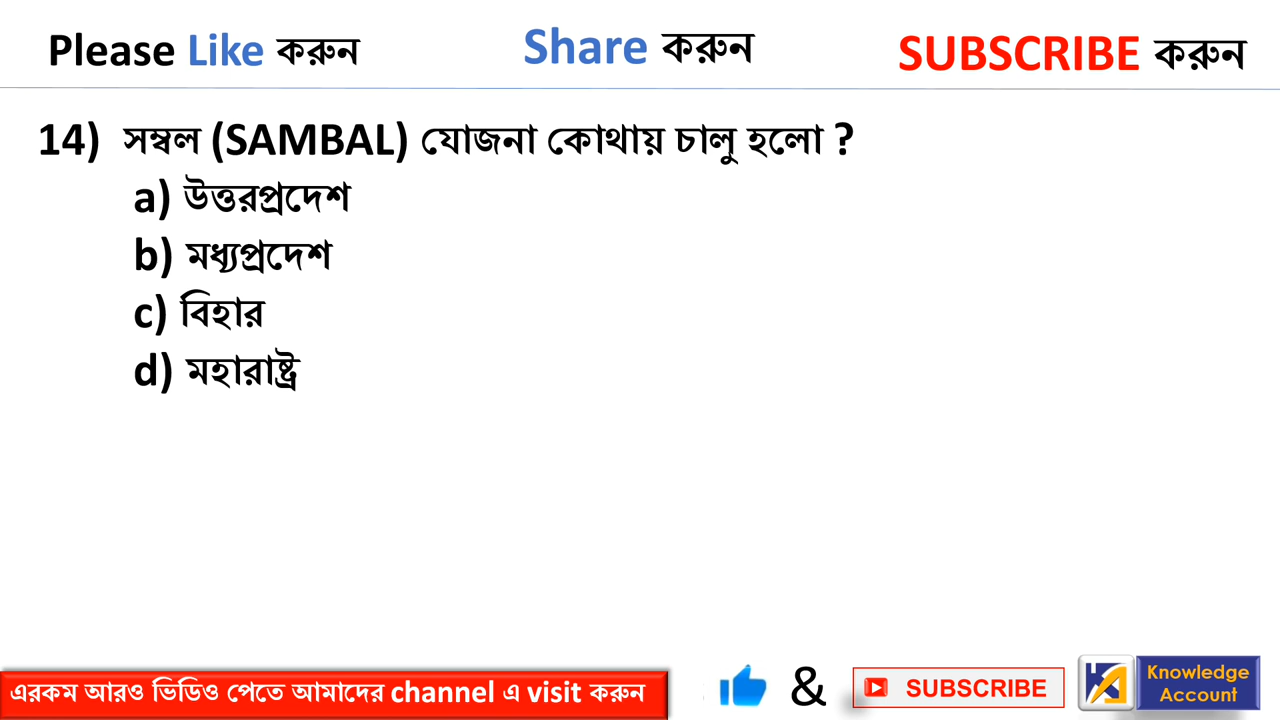 Please Like করুন Share করুন SUBSCRIBE করুন
14) সম্বল (SAMBAL) যোজনা কোথায় চালু হলো ?
a) উত্তরপ্রদেশ
b) মধ্যপ্রদেশ
c) বিহার
d) মহারাষ্ট্র
এরকম আরও ভিডিও পেতে আমাদের channel এ visit করুন & SUBSCRIBE Knowledge
Account